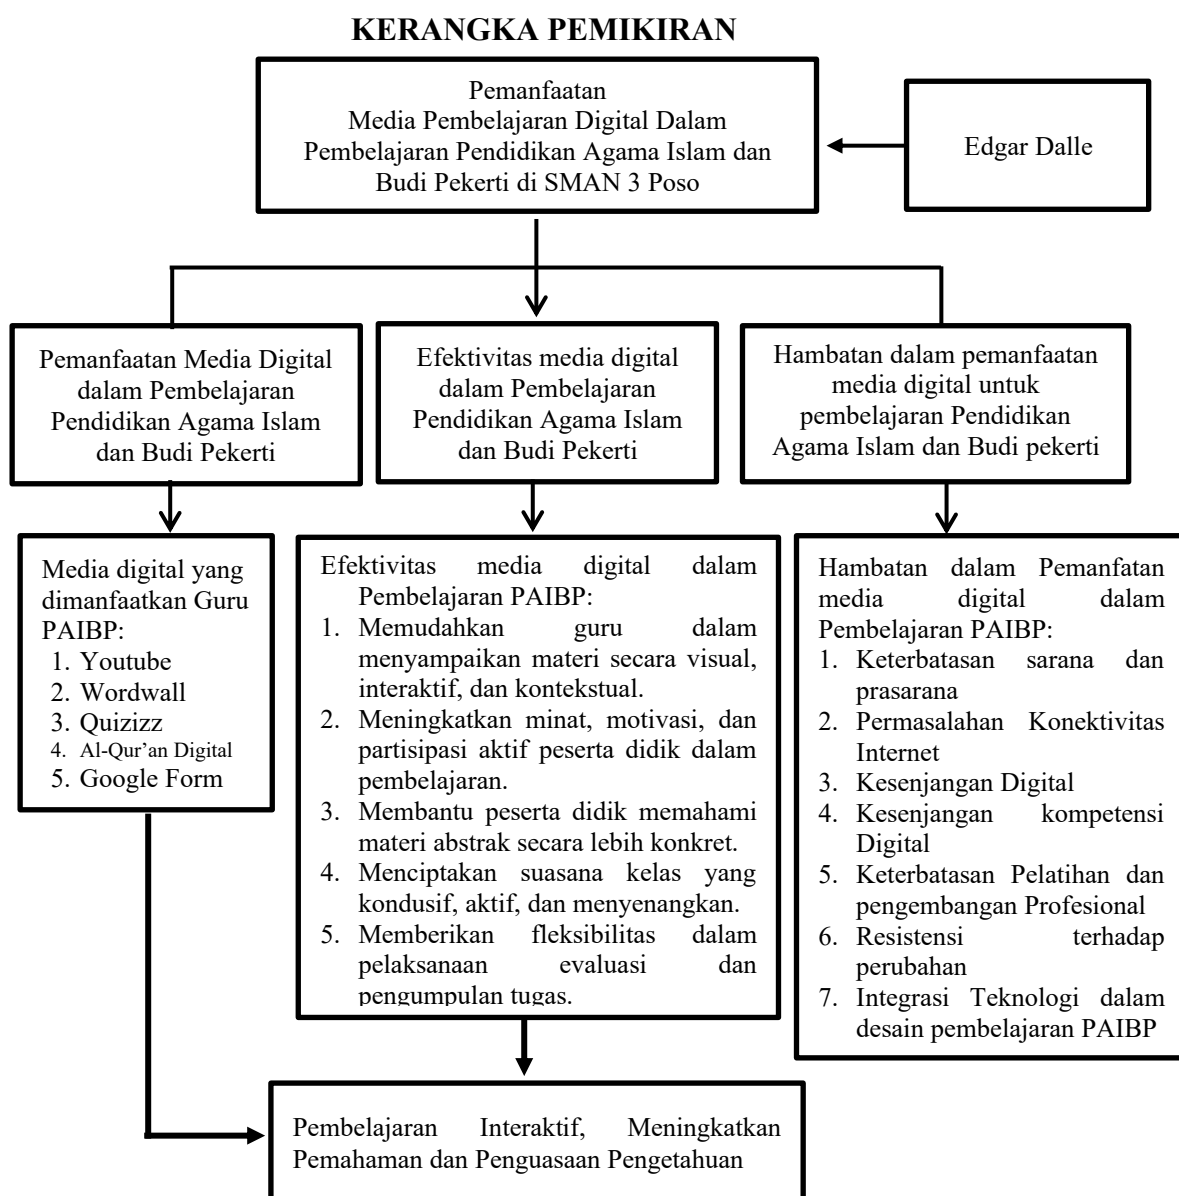 KERANGKA PEMIKIRAN
Pemanfaatan
Media Pembelajaran Digital Dalam
Pembelajaran Pendidikan Agama Islam dan
Budi Pekerti di SMAN 3 Poso
Edgar Dalle
Pemanfaatan Media Digital
dalam Pembelajaran
Pendidikan Agama Islam
dan Budi Pekerti
Efektivitas media digital
dalam Pembelajaran
Pendidikan Agama Islam
dan Budi Pekerti
Hambatan dalam pemanfaatan
media digital untuk
pembelajaran Pendidikan
Agama Islam dan Budi pekerti
Media digital yang
dimanfaatkan Guru
PAIBP:
1. Youtube
2. Wordwall
3. Quizizz
4. Al-Qur’an Digital
5. Google Form
Efektivitas media digital dalam
Pembelajaran PAIBP:
1. Memudahkan guru dalam
menyampaikan materi secara visual,
interaktif, dan kontekstual.
2. Meningkatkan minat, motivasi, dan
partisipasi aktif peserta didik dalam
pembelajaran.
3. Membantu peserta didik memahami
materi abstrak secara lebih konkret.
4. Menciptakan suasana kelas yang
kondusif, aktif, dan menyenangkan.
5. Memberikan fleksibilitas dalam
pelaksanaan evaluasi dan
pengumpulan tugas.
Hambatan dalam Pemanfatan
media digital dalam
Pembelajaran PAIBP:
1. Keterbatasan sarana dan
prasarana
2. Permasalahan Konektivitas
Internet
3. Kesenjangan Digital
4. Kesenjangan kompetensi
Digital
5. Keterbatasan Pelatihan dan
pengembangan Profesional
6. Resistensi terhadap
perubahan
7. Integrasi Teknologi dalam
desain pembelajaran PAIBP
Pembelajaran Interaktif, Meningkatkan
Pemahaman dan Penguasaan Pengetahuan